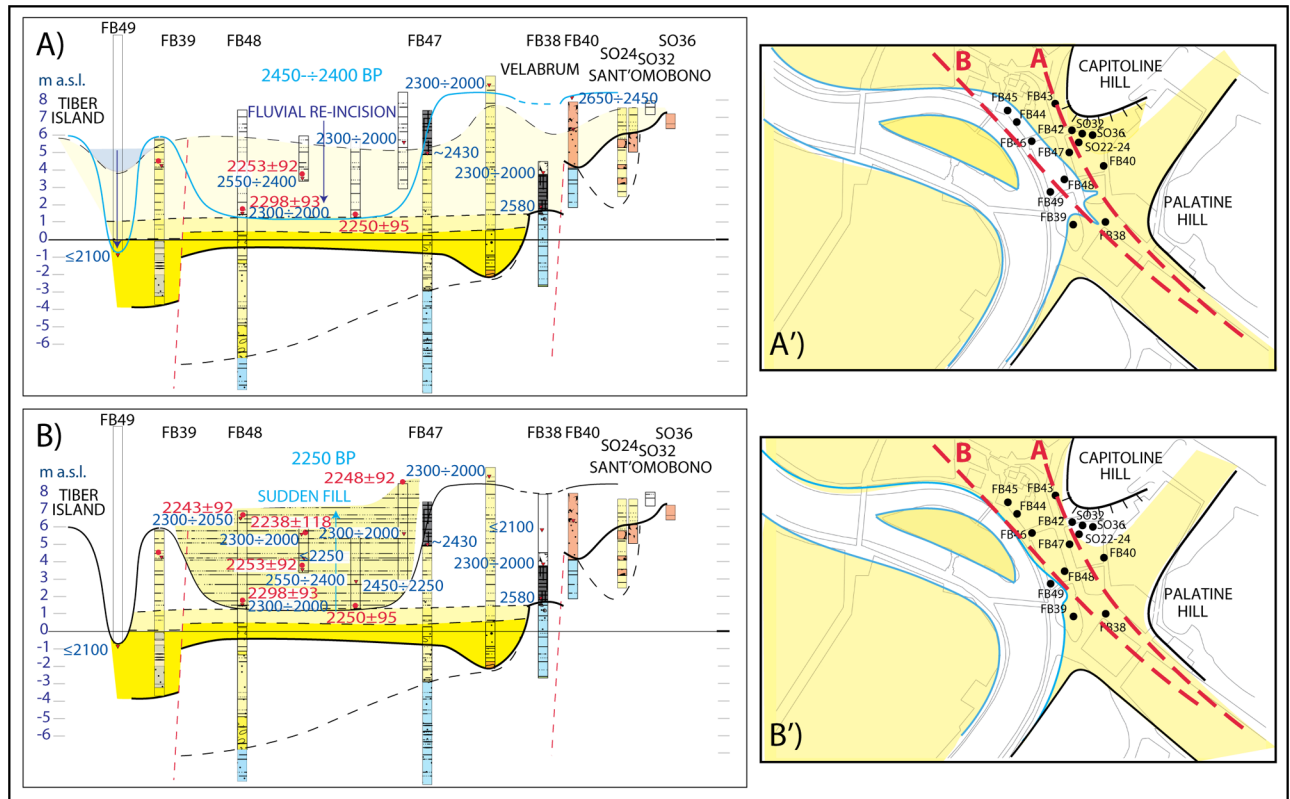 A)
FB49
FB39
FB48
FB47
FB38
FB40
SO24
SO32
SO36
m a.s.l.
2450-÷2400 BP
2300÷2000
VELABRUM
SANT'OMOBONO
TIBER
ISLAND
8
7
6
5
4
3
2
1
0
-1
-2
-3
-4
-5
-6
FLUVIAL RE-INCISION
2650÷2450
2300÷2000
~2430
2253±92
2550÷2400
2300÷2000
2298±93
2300÷2000
2580
2250±95
≤2100
B
A
CAPITOLINE
HILL
FB45
FB43
FB44
FB42
SO32
SO36
FB46
SO22-24
FB47
FB40
FB48
FB49
PALATINE
HILL
FB39
FB38
A')
B)
FB49
FB39
FB48
FB47
FB38
FB40
SO24
SO32
SO36
m a.s.l.
2250 BP
2248±92
2300÷2000
SANT'OMOBONO
TIBER
ISLAND
8
7
6
5
4
3
2
1
0
-1
-2
-3
-4
-5
-6
SUDDEN FILL
2243±92
2300÷2050
2238±118
2300÷2000
2300÷2000
≤2100
~2430
≤2250
2253±92
2300÷2000
2550÷2400
2450÷2250
2298±93
2300÷2000
2580
2250±95
≤2100
B
A
CAPITOLINE
HILL
FB45
FB43
FB44
FB42
SO32
SO36
FB46
SO22-24
FB47
FB40
FB48
FB49
PALATINE
HILL
FB39
FB38
B')